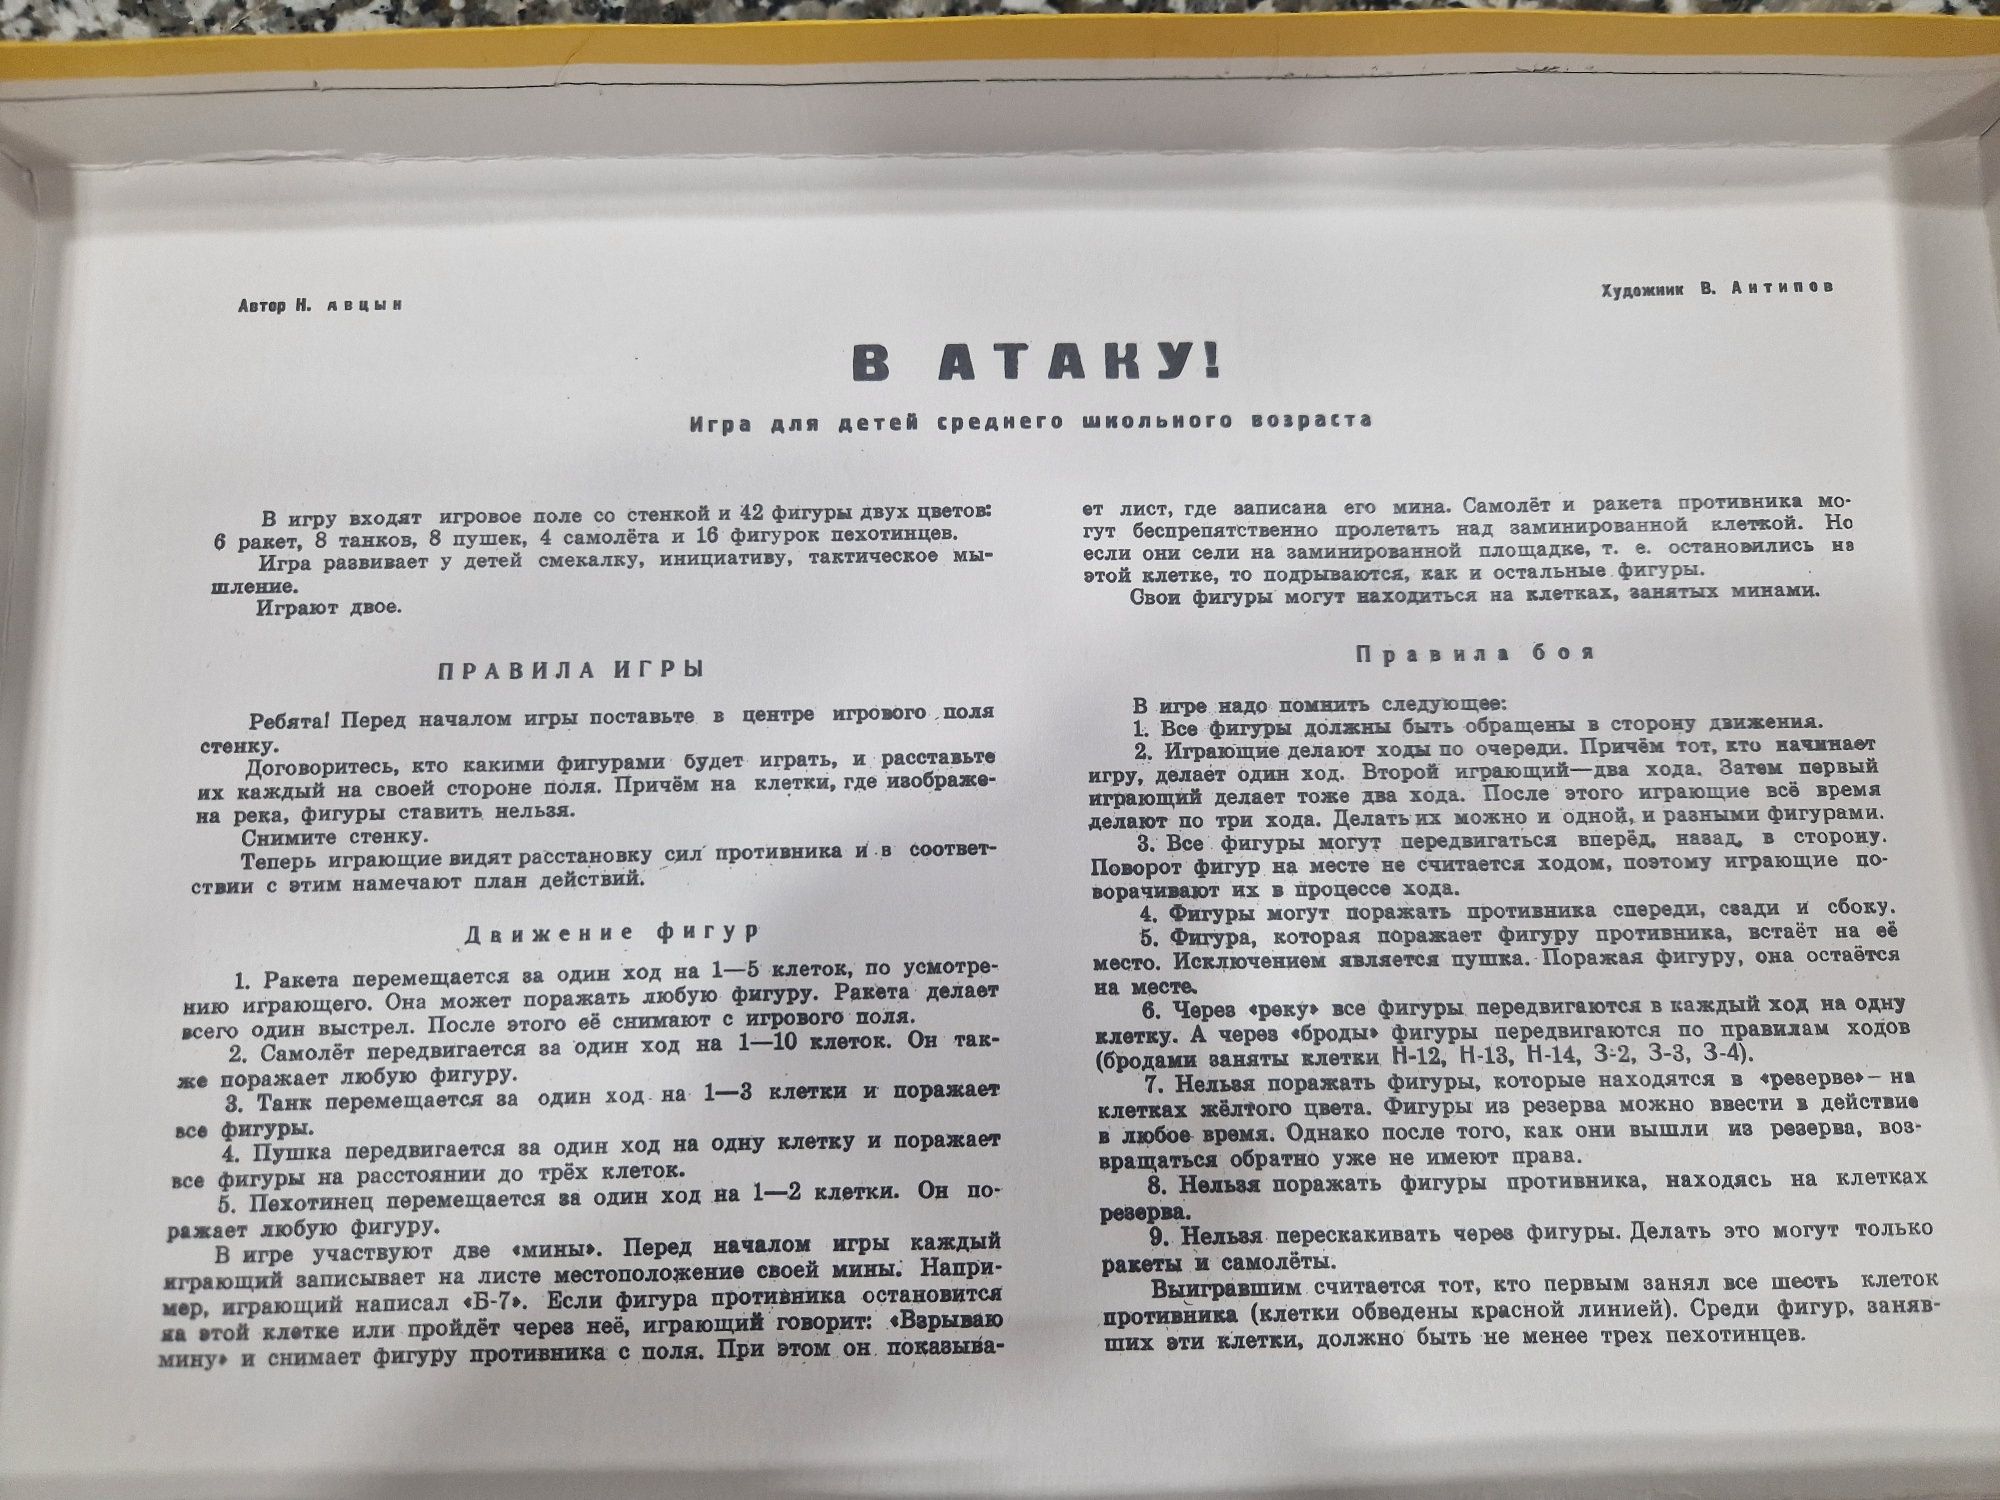 Автор Н. Авцын
Художник В. Антипов
В АТАКУ!
Игра для детей среднего школьного возраста
В игру входят игровое поле со стенкой и 42 фигуры двух цветов:
6 ракет, 8 танков, 8 пушек, 4 самолёта и 16 фигурок пехотинцев.
Игра развивает у детей смекалку, инициативу, тактическое мы-
шление.
Играют двое.
ПРАВИЛА ИГРЫ
Ребята! Перед началом игры поставьте в центре игрового поля
стенку.
Договоритесь, кто какими фигурами будет играть, и расставьте
их каждый на своей стороне поля. Причём на клетки, где изображе-
на река, фигуры ставить нельзя.
Снимите стенку.
Теперь играющие видят расстановку сил противника и в соответ-
ствии с этим намечают план действий.
Движение фигур
1. Ракета перемещается за один ход на 1—5 клеток, по усмотре-
нию играющего. Она может поражать любую фигуру. Ракета делает
всего один выстрел. После этого её снимают с игрового поля.
2. Самолёт передвигается за один ход на 1—10 клеток. Он так-
же поражает любую фигуру.
3. Танк перемещается за один ход на 1—3 клетки и поражает
все фигуры.
4. Пушка передвигается за один ход на одну клетку и поражает
все фигуры на расстоянии до трёх клеток.
5. Пехотинец перемещается за один ход на 1—2 клетки. Он по-
ражает любую фигуру.
В игре участвуют две «мины». Перед началом игры каждый
играющий записывает на листе местоположение своей мины. Напри-
мер, играющий написал «Б-7». Если фигура противника остановится
на этой клетке или пройдёт через неё, играющий говорит: «Взрываю
мину» и снимает фигуру противника с поля. При этом он показыва-
ет лист, где записана его мина. Самолёт и ракета противника мо-
гут беспрепятственно пролетать над заминированной клеткой. Но
если они сели на заминированной площадке, т. е. остановились на
этой клетке, то подрываются, как и остальные фигуры.
Свои фигуры могут находиться на клетках, занятых минами.
Правила боя
В игре надо помнить следующее:
1. Все фигуры должны быть обращены в сторону движения.
2. Играющие делают ходы по очереди. Причём тот, кто начинает
игру, делает один ход. Второй играющий—два хода. Затем первый
играющий делает тоже два хода. После этого играющие всё время
делают по три хода. Делать их можно и одной, и разными фигурами.
3. Все фигуры могут передвигаться вперёд, назад, в сторону.
Поворот фигур на месте не считается ходом, поэтому играющие по-
ворачивают их в процессе хода.
4. Фигуры могут поражать противника спереди, сзади и сбоку.
5. Фигура, которая поражает фигуру противника, встаёт на её
место. Исключением является пушка. Поражая фигуру, она остаётся
на месте.
6. Через «реку» все фигуры передвигаются в каждый ход на одну
клетку. А через «броды» фигуры передвигаются по правилам ходов
(бродами заняты клетки Н-12, Н-13, Н-14, З-2, З-3, З-4).
7. Нельзя поражать фигуры, которые находятся в «резерве» — на
клетках жёлтого цвета. Фигуры из резерва можно ввести в действие
в любое время. Однако после того, как они вышли из резерва, воз-
вращаться обратно уже не имеют права.
8. Нельзя поражать фигуры противника, находясь на клетках
резерва.
9. Нельзя перескакивать через фигуры. Делать это могут только
ракеты и самолёты.
Выигравшим считается тот, кто первым занял все шесть клеток
противника (клетки обведены красной линией). Среди фигур, заняв-
ших эти клетки, должно быть не менее трех пехотинцев.